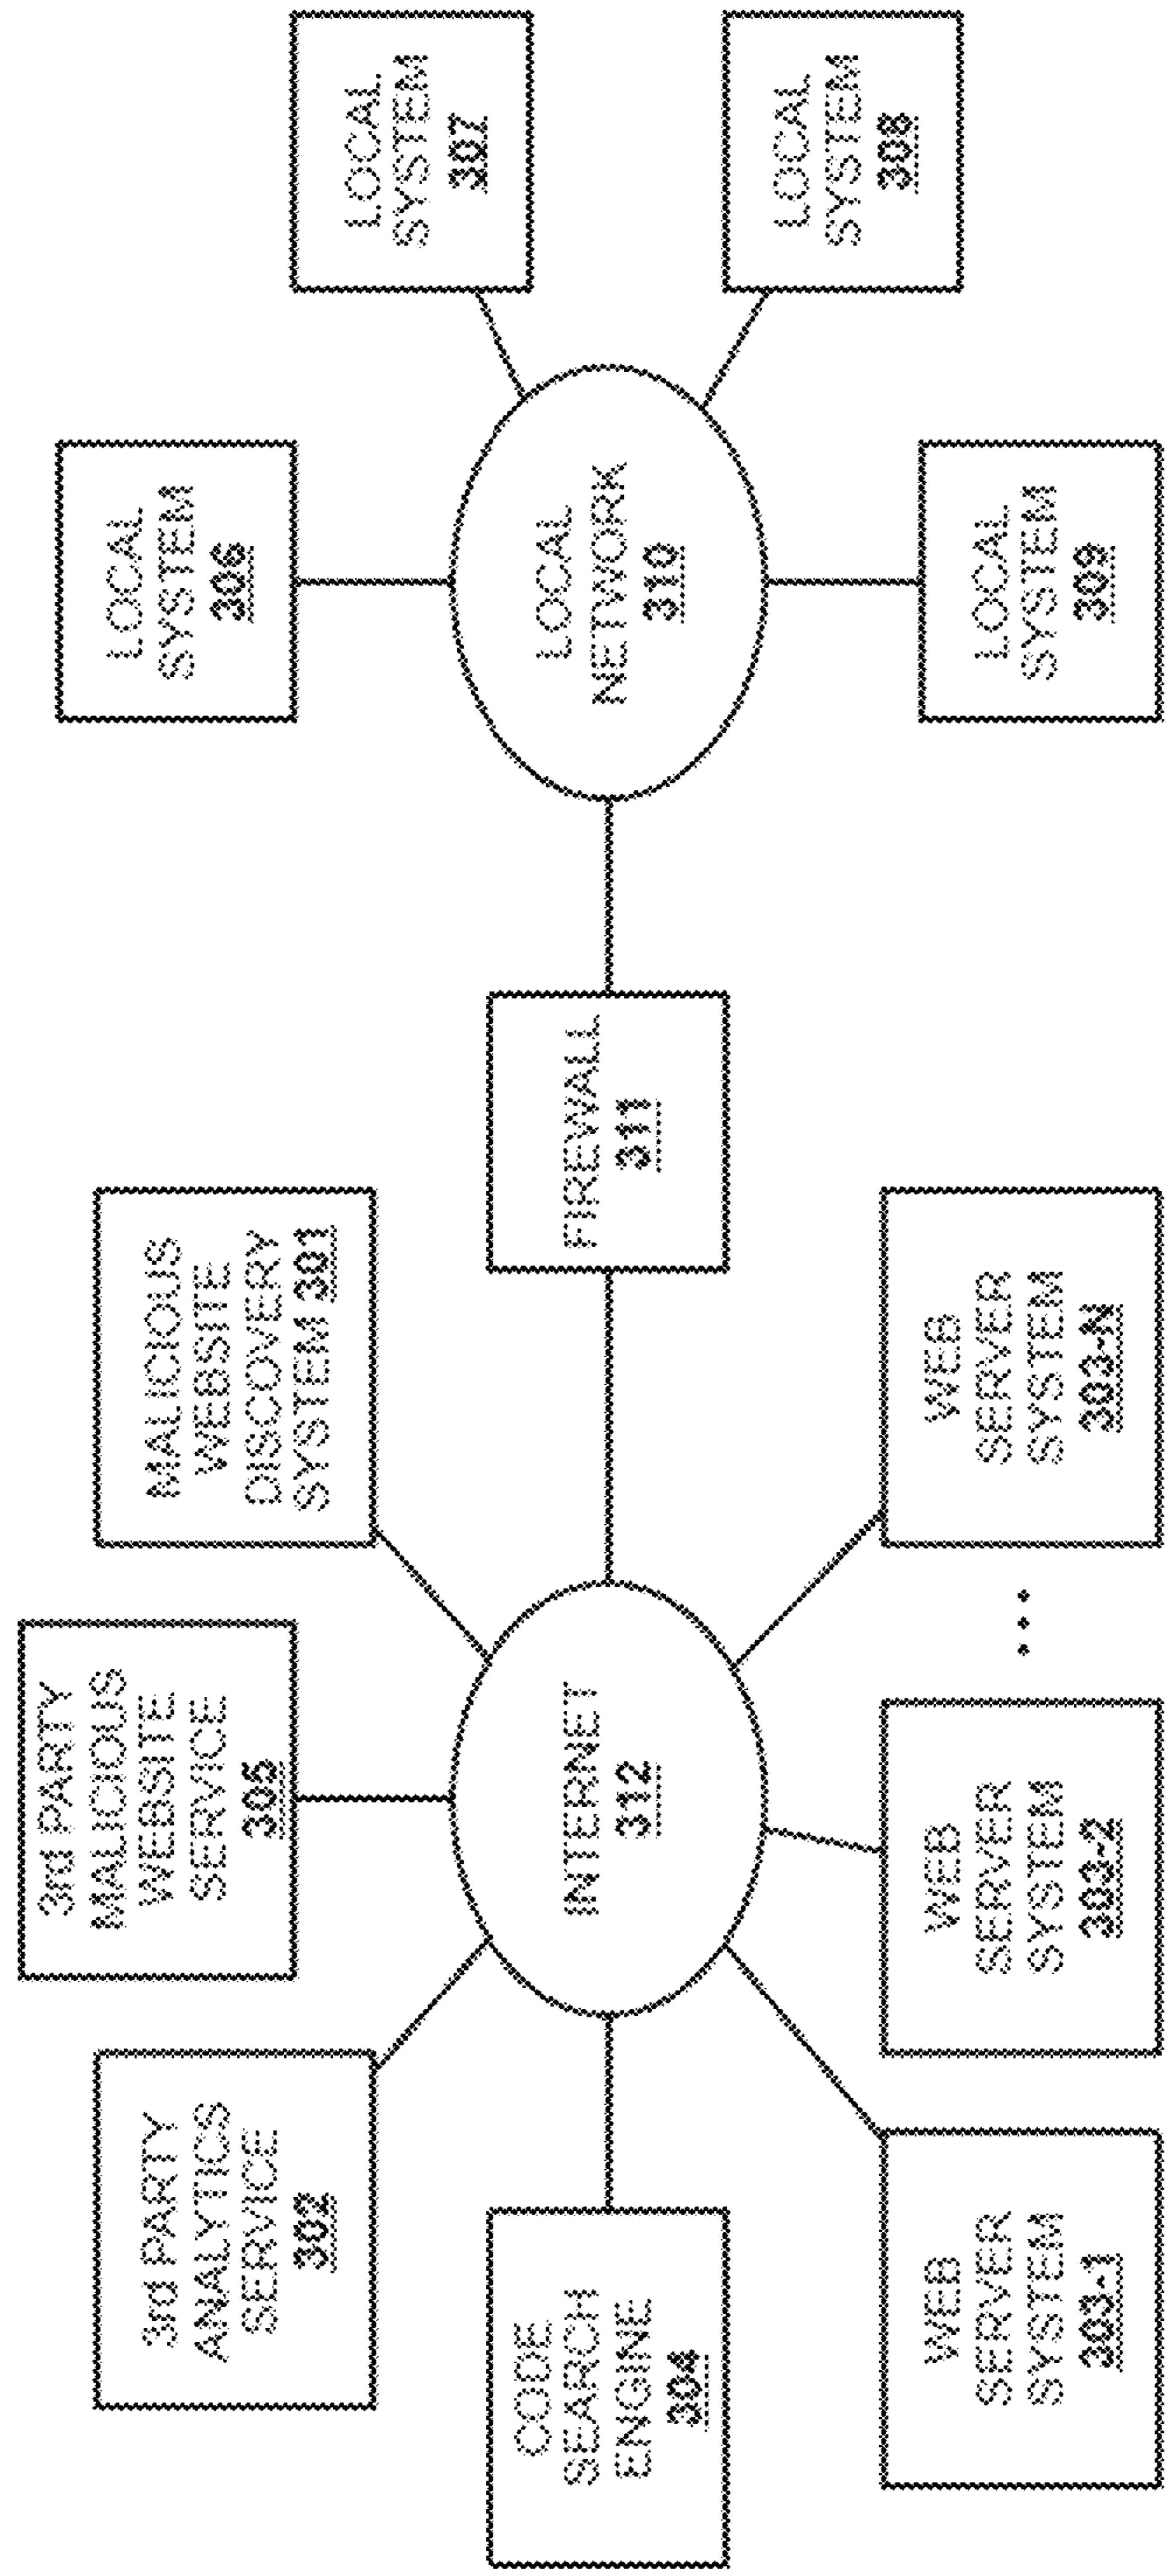 3rd PARTY
ANALYTICS
SERVICE
302
3rd PARTY
MALICIOUS
WEBSITE
SERVICE
305
MALICIOUS
WEBSITE
DISCOVERY
SYSTEM 301
LOCAL
SYSTEM
306
LOCAL
SYSTEM
307
CODE
SEARCH
ENGINE
304
INTERNET
312
FIREWALL
311
LOCAL
NETWORK
310
LOCAL
SYSTEM
308
WEB
SERVER
SYSTEM
303-1
WEB
SERVER
SYSTEM
303-2
...
WEB
SERVER
SYSTEM
303-N
LOCAL
SYSTEM
309